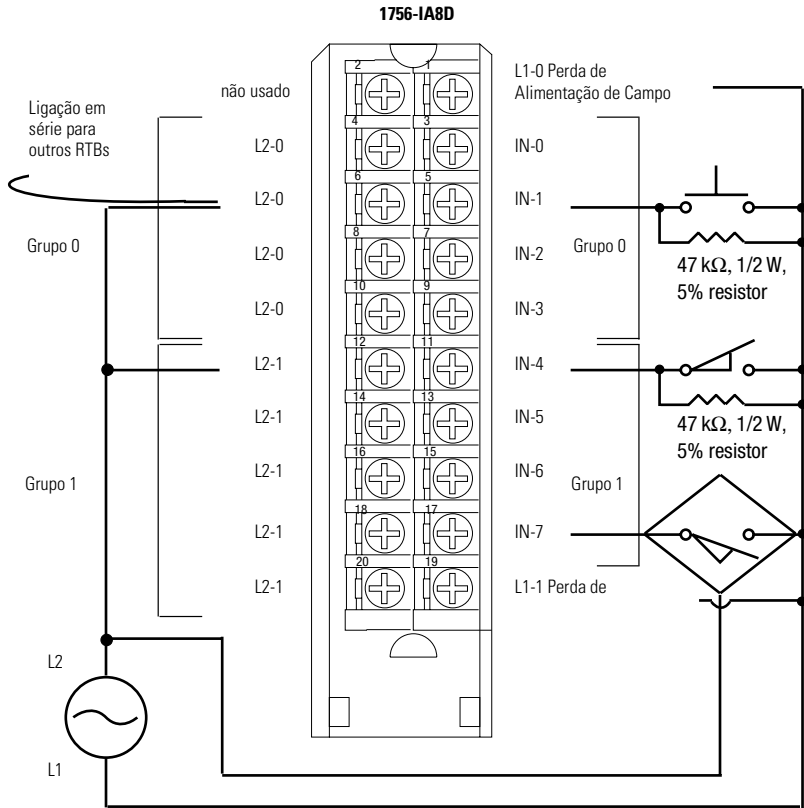 1756-IA8D
2
1
L1-0 Perda de
Alimentação de Campo
não usado
Ligação em
série para
outros RTBs
4
3
L2-0
IN-0
6
5
L2-0
IN-1
8
7
Grupo 0
L2-0
IN-2
Grupo 0
47 kΩ, 1/2 W,
5% resistor
10
9
L2-0
IN-3
12
11
L2-1
IN-4
14
13
L2-1
IN-5
47 kΩ, 1/2 W,
5% resistor
16
15
L2-1
IN-6
Grupo 1
Grupo 1
18
17
L2-1
IN-7
20
19
L2-1
L1-1 Perda de
L2
L1